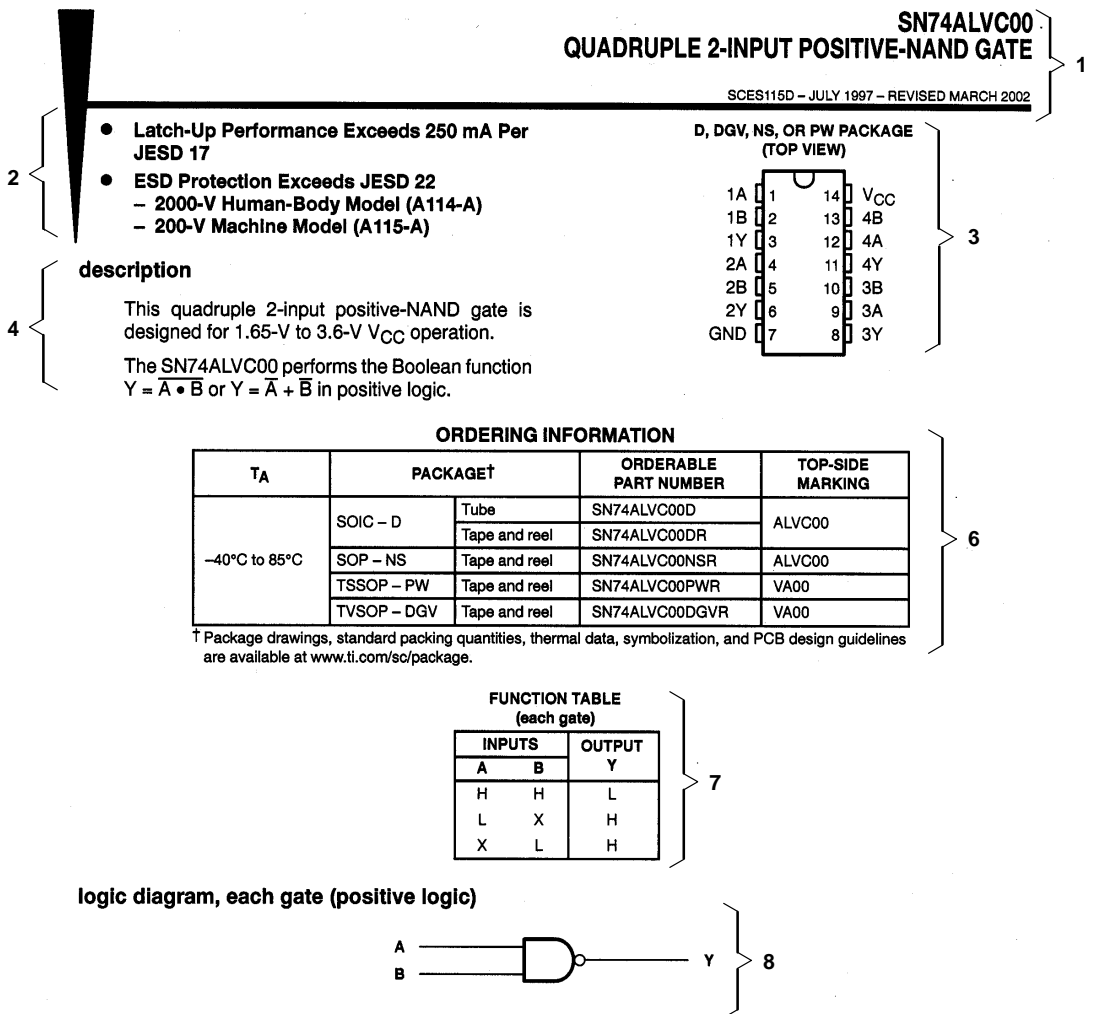 SN74ALVC00
QUADRUPLE 2-INPUT POSITIVE-NAND GATE
1
SCES115D – JULY 1997 – REVISED MARCH 2002
2
● Latch-Up Performance Exceeds 250 mA Per
JESD 17
● ESD Protection Exceeds JESD 22
– 2000-V Human-Body Model (A114-A)
– 200-V Machine Model (A115-A)
D, DGV, NS, OR PW PACKAGE
(TOP VIEW)
1A 1 14 VCC
1B 2 13 4B
1Y 3 12 4A
2A 4 11 4Y
2B 5 10 3B
2Y 6 9 3A
GND 7 8 3Y
3
4
description
This quadruple 2-input positive-NAND gate is
designed for 1.65-V to 3.6-V VCC operation.
The SN74ALVC00 performs the Boolean function
Y = A̅ ̅•̅ ̅B̅ or Y = A̅ + B̅ in positive logic.
ORDERING INFORMATION
TA PACKAGE† ORDERABLE PART NUMBER TOP-SIDE MARKING
–40°C to 85°C
SOIC – D Tube SN74ALVC00D ALVC00
Tape and reel SN74ALVC00DR
SOP – NS Tape and reel SN74ALVC00NSR ALVC00
TSSOP – PW Tape and reel SN74ALVC00PWR VA00
TVSOP – DGV Tape and reel SN74ALVC00DGVR VA00
† Package drawings, standard packing quantities, thermal data, symbolization, and PCB design guidelines
are available at www.ti.com/sc/package.
6
FUNCTION TABLE
(each gate)
INPUTS OUTPUT
A B Y
H H L
L X H
X L H
7
logic diagram, each gate (positive logic)
A
B
Y
8